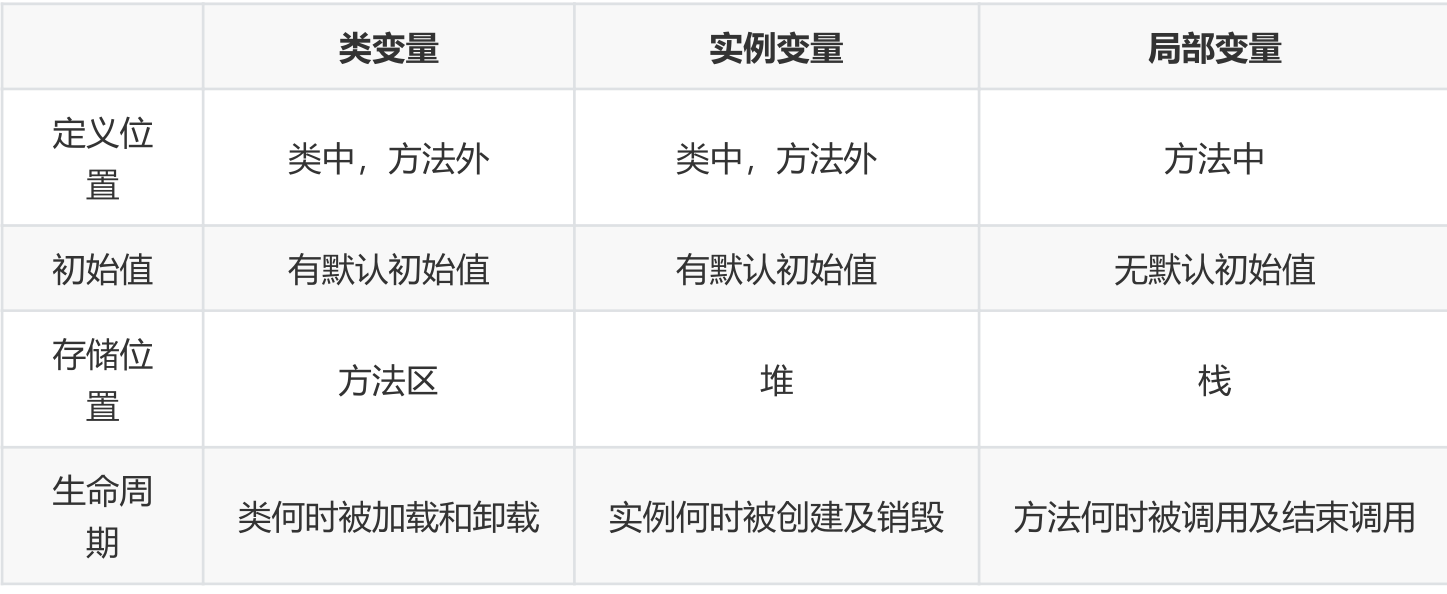 类变量 实例变量 局部变量
定义位
置
类中，方法外 类中，方法外 方法中
初始值 有默认初始值 有默认初始值 无默认初始值
存储位
置
方法区 堆 栈
生命周
期
类何时被加载和卸载 实例何时被创建及销毁 方法何时被调用及结束调用